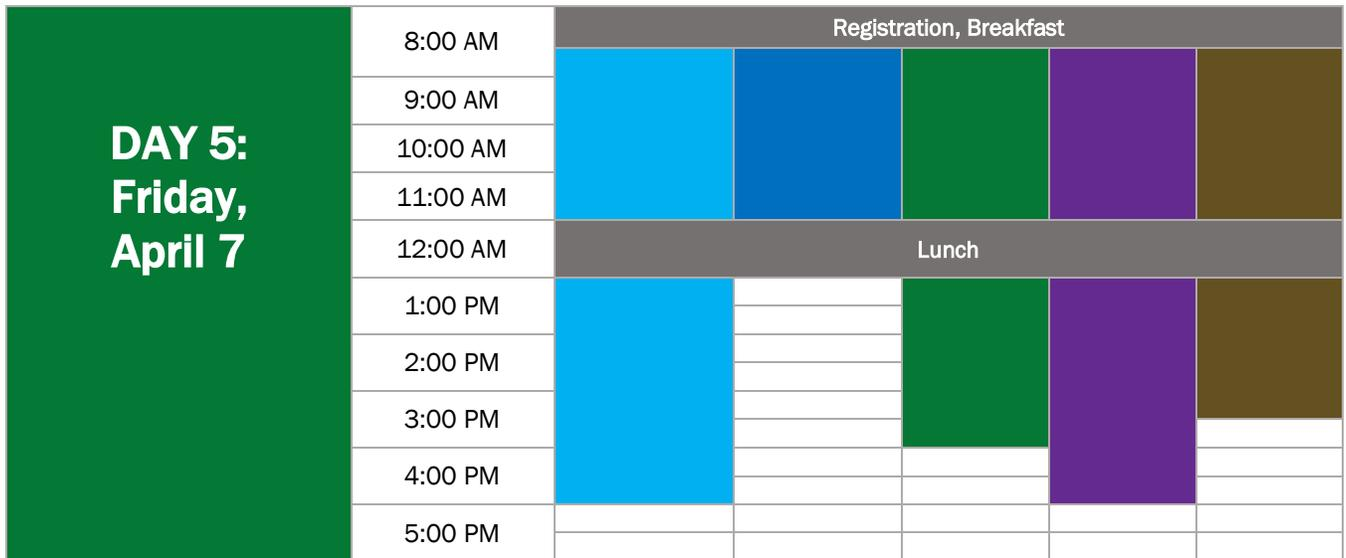 DAY 5:
Friday,
April 7
8:00 AM
Registration, Breakfast
9:00 AM
10:00 AM
11:00 AM
12:00 AM
Lunch
1:00 PM
2:00 PM
3:00 PM
4:00 PM
5:00 PM